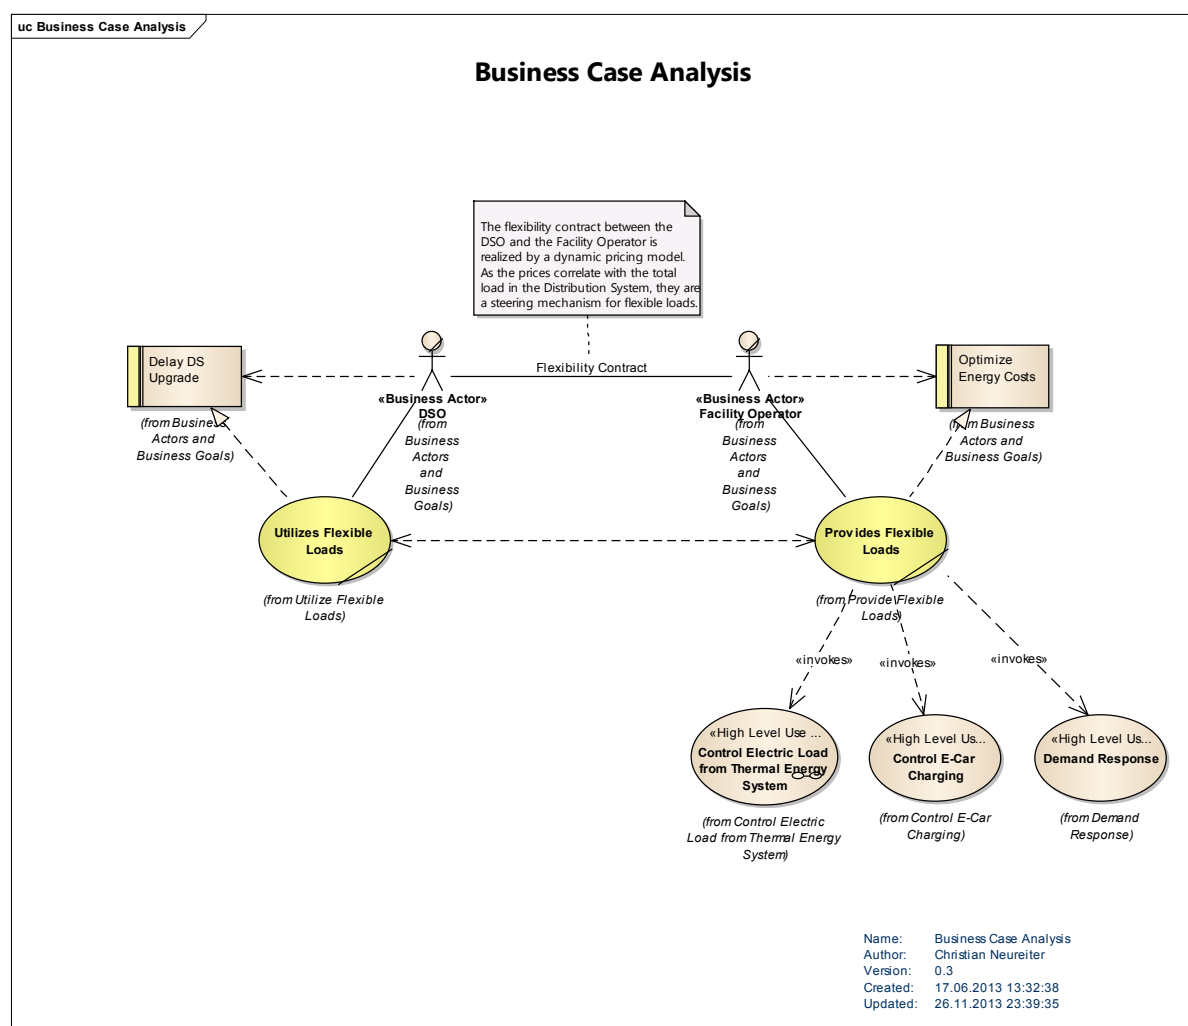 uc Business Case Analysis
Business Case Analysis
The flexibility contract between the
DSO and the Facility Operator is
realized by a dynamic pricing model.
As the prices correlate with the total
load in the Distribution System, they are
a steering mechanism for flexible loads.
Delay DS
Upgrade
(from Business
Actors and
Business Goals)
«Business Actor»
DSO
(from
Business
Actors
and
Business
Goals)
Flexibility Contract
«Business Actor»
Facility Operator
(from
Business
Actors
and
Business
Goals)
Optimize
Energy Costs
(from Business
Actors and
Business Goals)
Utilizes Flexible
Loads
(from Utilize Flexible
Loads)
Provides Flexible
Loads
(from Provide Flexible
Loads)
«invokes»
«invokes»
«invokes»
«High Level Use ...
Control Electric Load
from Thermal Energy
System
(from Control Electric
Load from Thermal Energy
System)
«High Level Us...
Control E-Car
Charging
(from Control E-Car
Charging)
«High Level Us...
Demand Response
(from Demand
Response)
Name: Business Case Analysis
Author: Christian Neureiter
Version: 0.3
Created: 17.06.2013 13:32:38
Updated: 26.11.2013 23:39:35